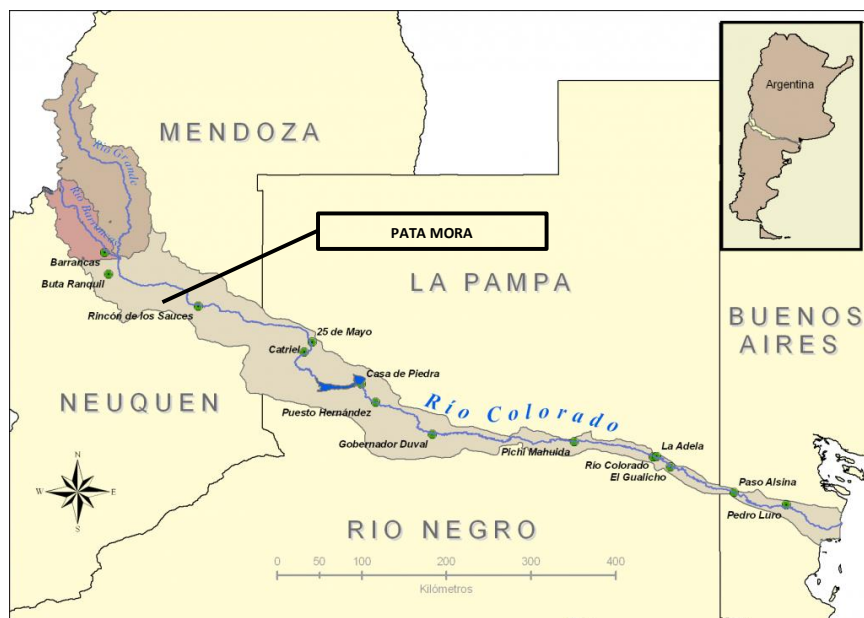 Argentina
MENDOZA
Río Grande
Río Barrancas
PATA MORA
Barrancas
Buta Ranquil
LA PAMPA
Rincón de los Sauces
25 de Mayo
BUENOS
AIRES
Catriel
Casa de Piedra
NEUQUEN
Puesto Hernández
Río Colorado
Gobernador Duval
Pichi Mahuida
La Adela
Río Colorado
El Gualicho
Paso Alsina
Pedro Luro
N
W
E
S
RIO NEGRO
0 50 100 200 300 400
Kilómetros